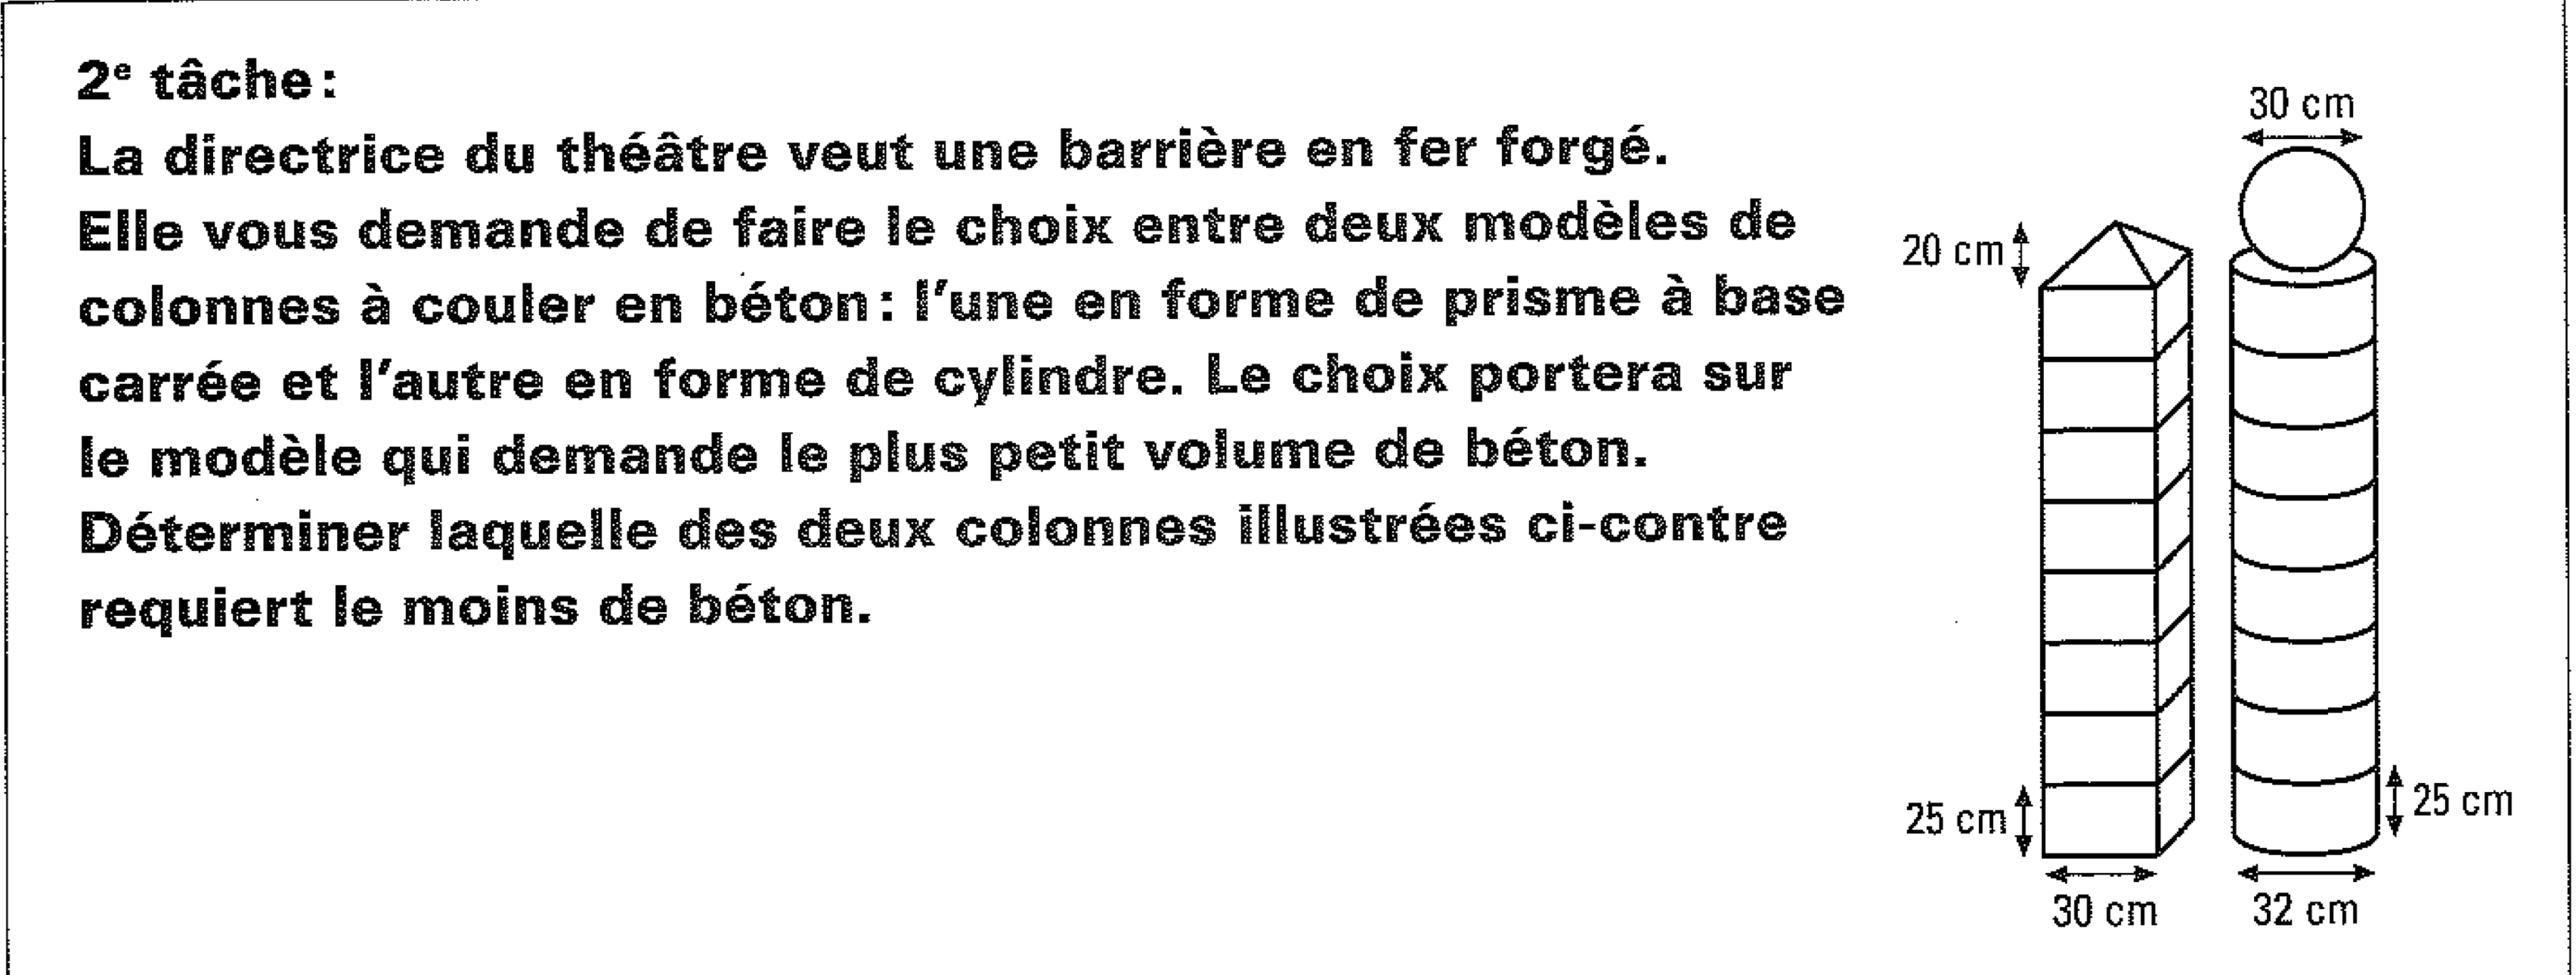 2e tâche :
La directrice du théâtre veut une barrière en fer forgé.
Elle vous demande de faire le choix entre deux modèles de
colonnes à couler en béton : l'une en forme de prisme à base
carrée et l'autre en forme de cylindre. Le choix portera sur
le modèle qui demande le plus petit volume de béton.
Déterminer laquelle des deux colonnes illustrées ci-contre
requiert le moins de béton.
30 cm
20 cm
25 cm
25 cm
30 cm
32 cm